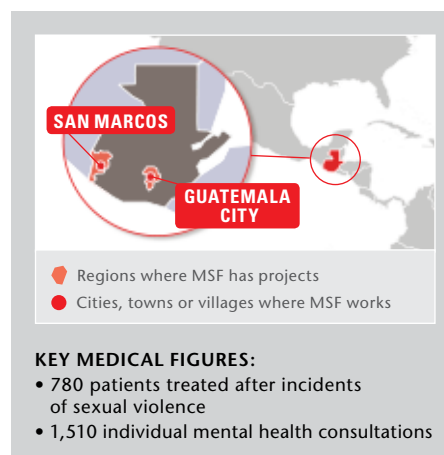 SAN MARCOS
GUATEMALA
CITY
Regions where MSF has projects
Cities, towns or villages where MSF works
KEY MEDICAL FIGURES:
• 780 patients treated after incidents
of sexual violence
• 1,510 individual mental health consultations